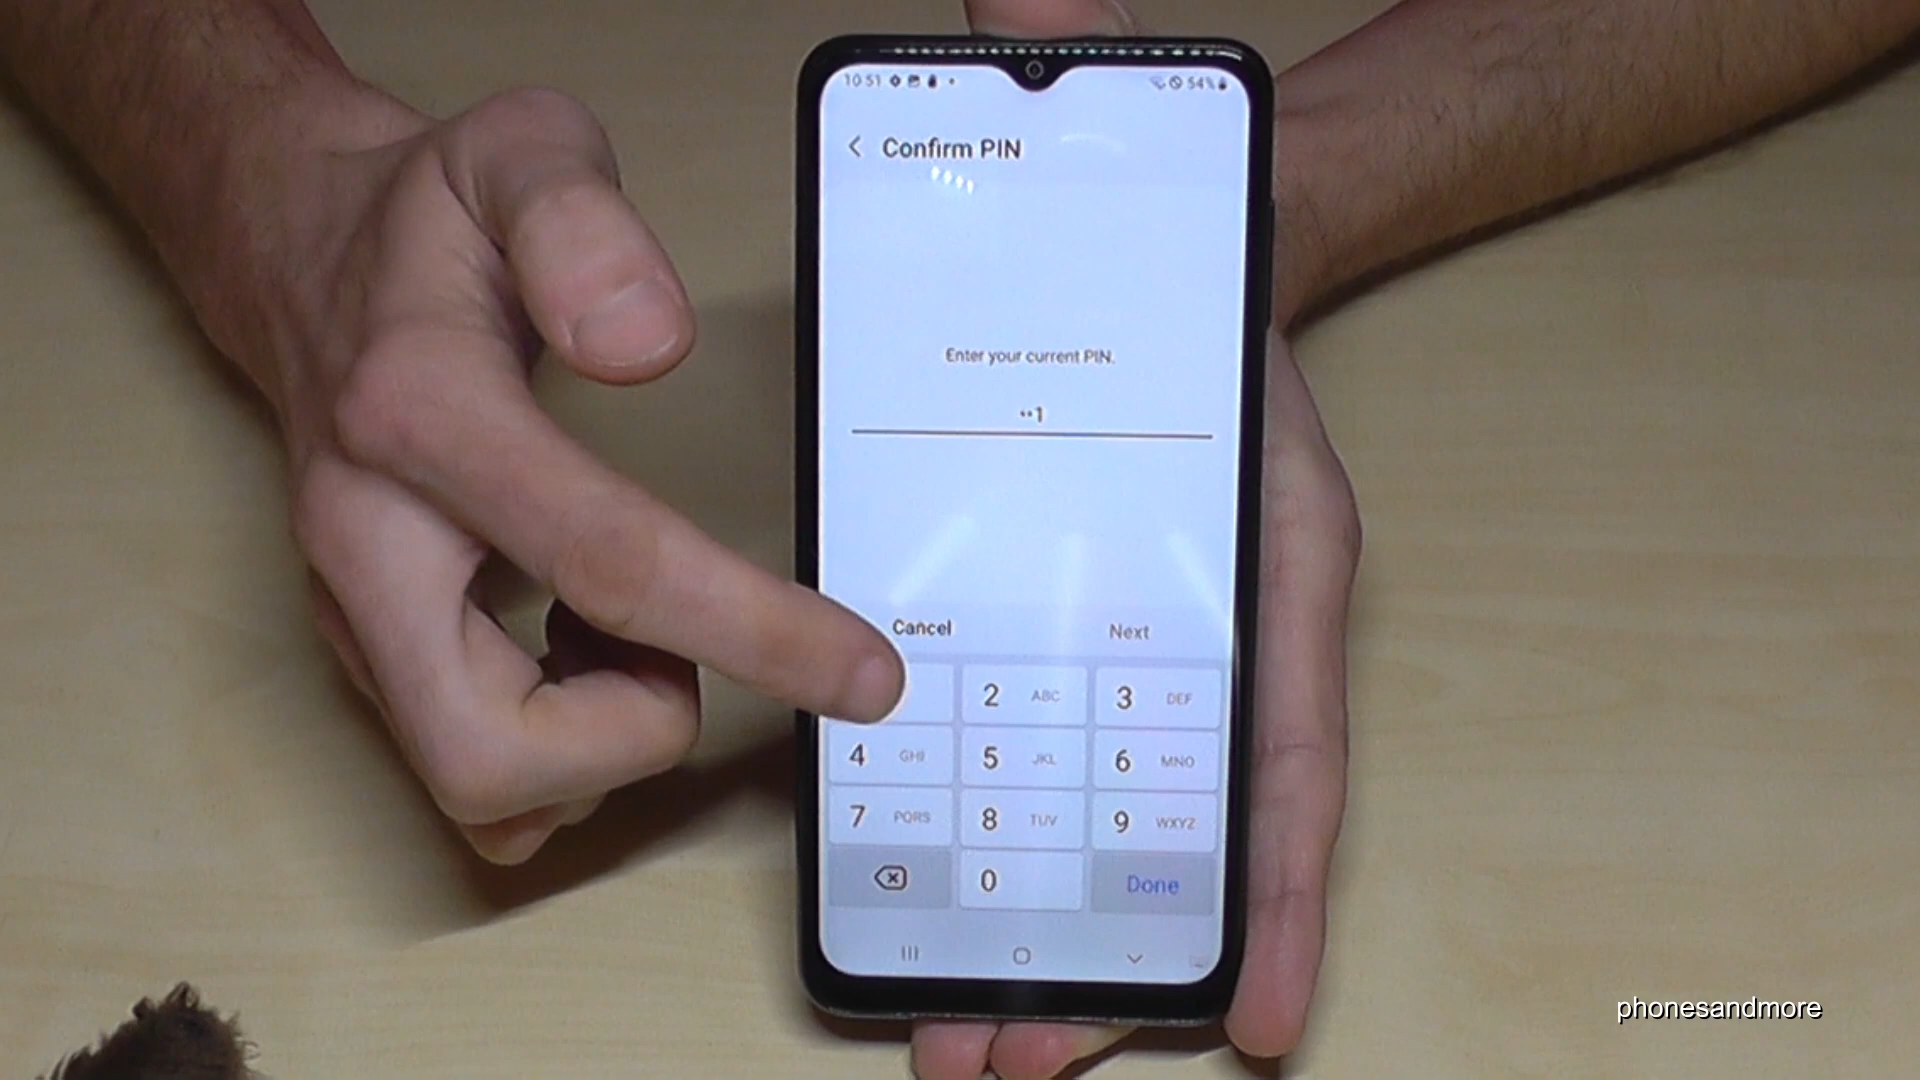 10:51 54%
Confirm PIN
Enter your current PIN.
••1
Cancel Next
2 ABC 3 DEF
4 GHI 5 JKL 6 MNO
7 PQRS 8 TUV 9 WXYZ
0 Done
phonesandmore